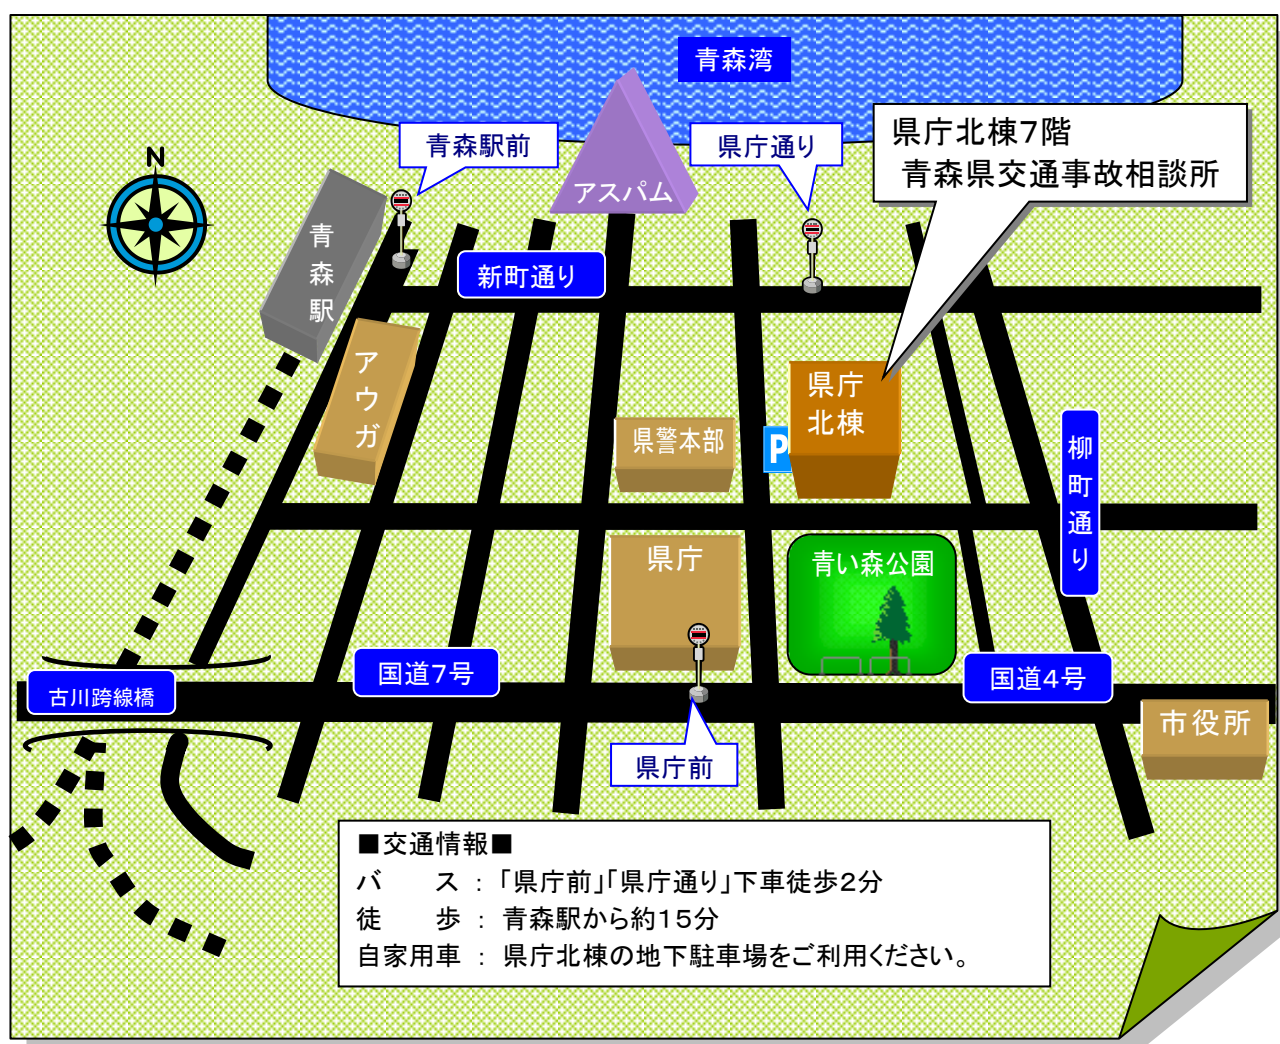 青森湾
県庁北棟7階
青森県交通事故相談所
青森駅前
県庁通り
N
アスパム
青森駅
新町通り
アウガ
県庁
北棟
県警本部
P
柳町通り
県庁
青い森公園
国道7号
国道4号
古川跨線橋
市役所
県庁前
■交通情報■
バ　　ス ： 「県庁前」「県庁通り」下車徒歩2分
徒　　歩 ： 青森駅から約15分
自家用車 ： 県庁北棟の地下駐車場をご利用ください。